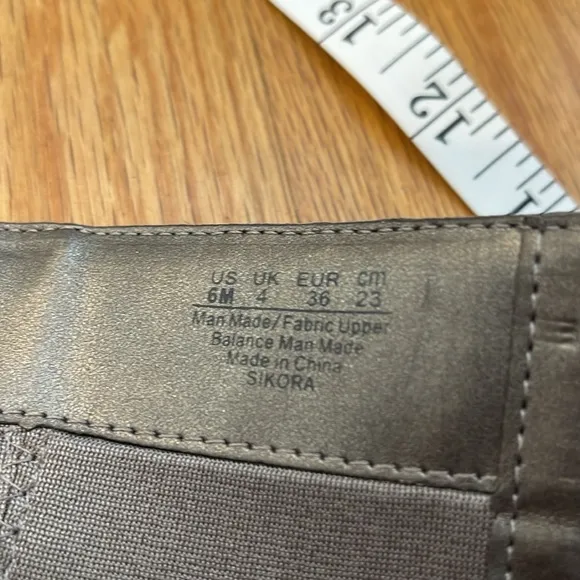 13
12
1
US UK EUR cm
6M 4 36 23
Man Made/Fabric Upper
Balance Man Made
Made in China
SIKORA